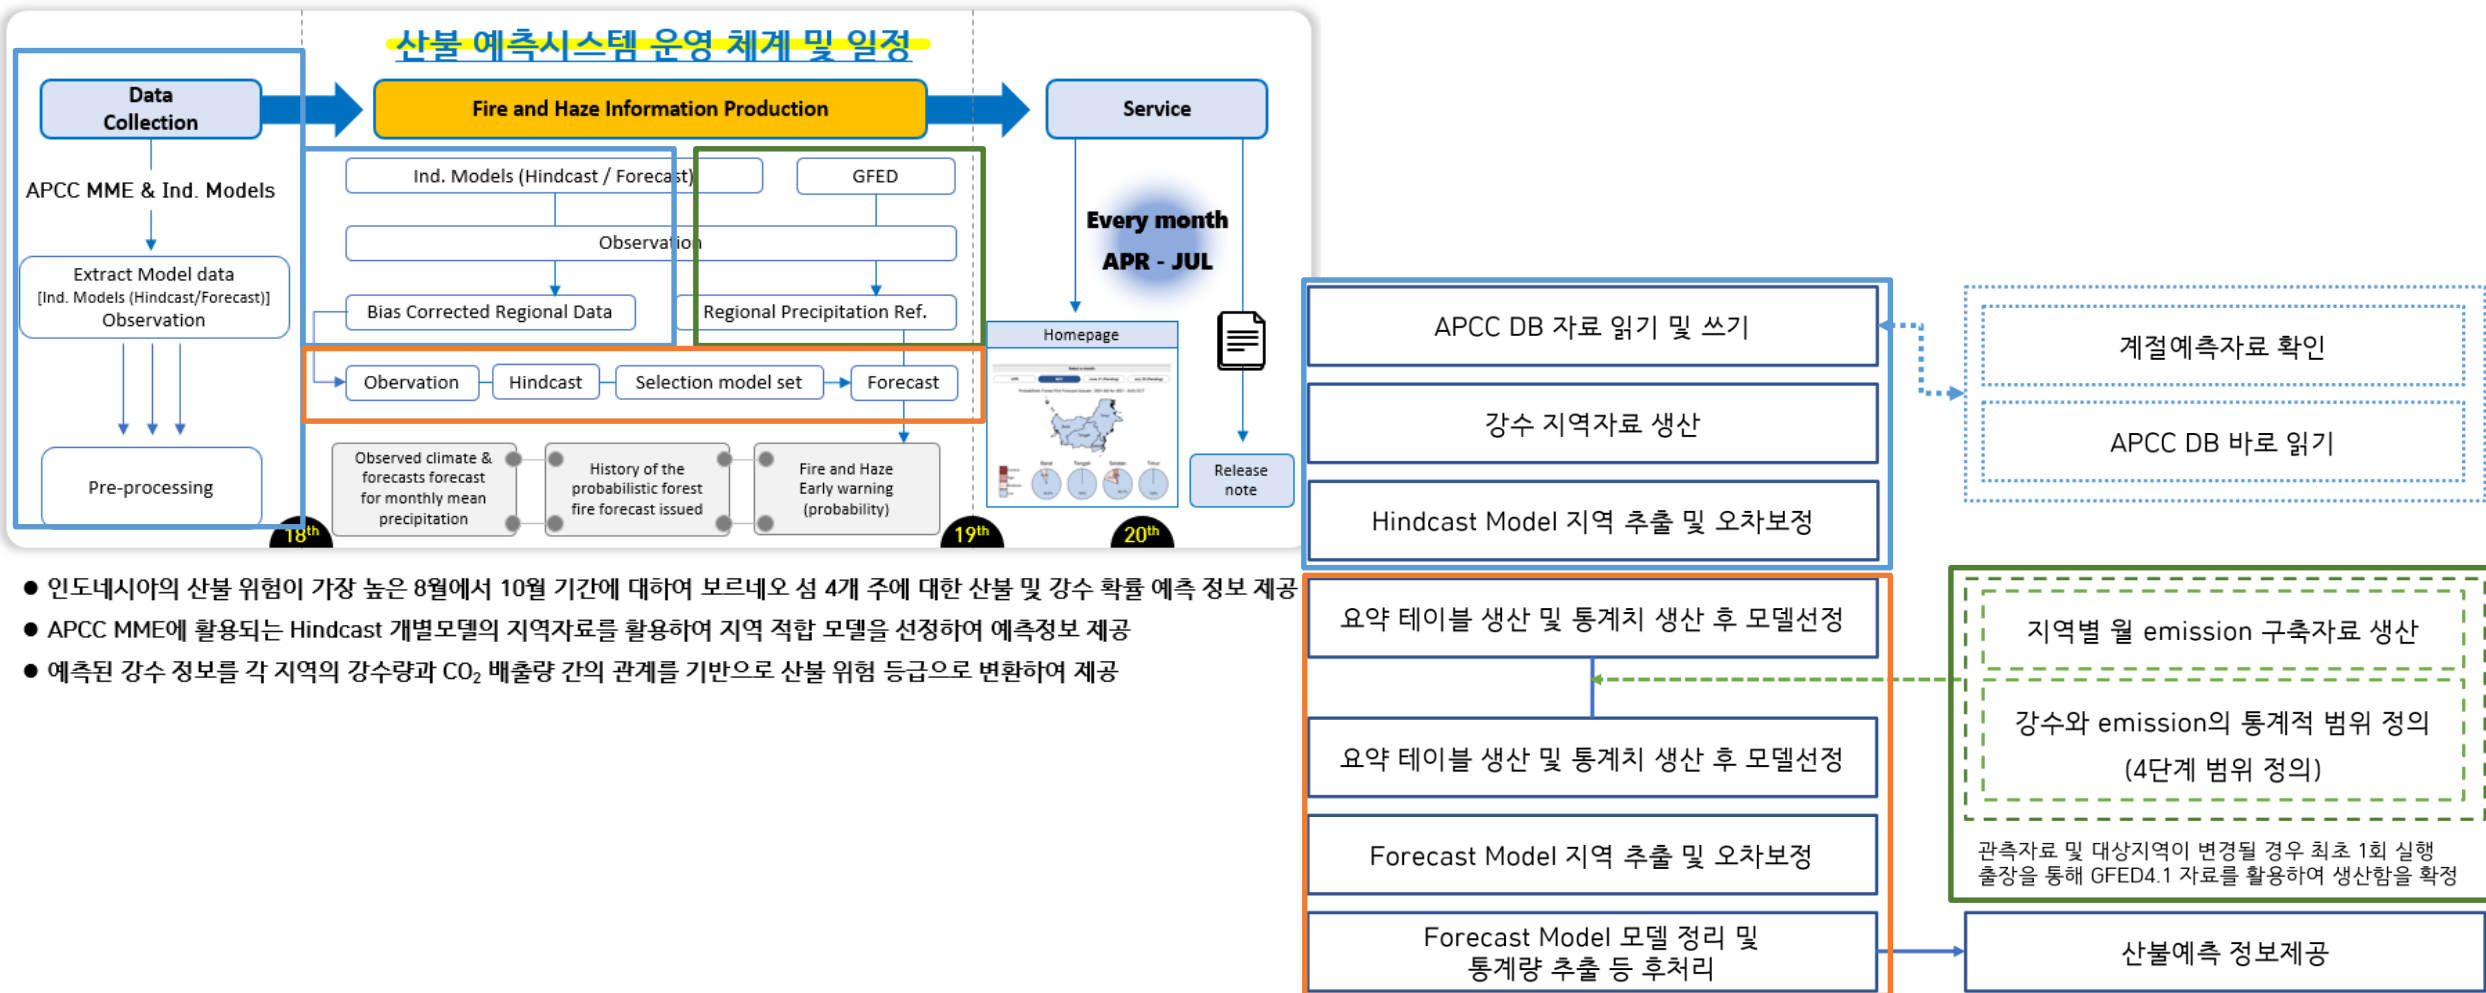 산불 예측시스템 운영 체계 및 일정
Data
Collection
Fire and Haze Information Production
Service
APCC MME & Ind. Models
Extract Model data
[Ind. Models (Hindcast/Forecast)]
Observation
Pre-processing
Ind. Models (Hindcast / Forecast)
GFED
Observation
Bias Corrected Regional Data
Regional Precipitation Ref.
Obervation
Hindcast
Selection model set
Forecast
Observed climate &
forecasts forecast
for monthly mean
precipitation
History of the
probabilistic forest
fire forecast issued
Fire and Haze
Early warning
(probability)
Every month
APR - JUL
Homepage
Release
note
18th
19th
20th
● 인도네시아의 산불 위험이 가장 높은 8월에서 10월 기간에 대하여 보르네오 섬 4개 주에 대한 산불 및 강수 확률 예측 정보 제공
● APCC MME에 활용되는 Hindcast 개별모델의 지역자료를 활용하여 지역 적합 모델을 선정하여 예측정보 제공
● 예측된 강수 정보를 각 지역의 강수량과 CO₂ 배출량 간의 관계를 기반으로 산불 위험 등급으로 변환하여 제공
APCC DB 자료 읽기 및 쓰기
강수 지역자료 생산
Hindcast Model 지역 추출 및 오차보정
계절예측자료 확인
APCC DB 바로 읽기
요약 테이블 생산 및 통계치 생산 후 모델선정
요약 테이블 생산 및 통계치 생산 후 모델선정
Forecast Model 지역 추출 및 오차보정
Forecast Model 모델 정리 및
통계량 추출 등 후처리
지역별 월 emission 구축자료 생산
강수와 emission의 통계적 범위 정의
(4단계 범위 정의)
관측자료 및 대상지역이 변경될 경우 최초 1회 실행
출장을 통해 GFED4.1 자료를 활용하여 생산함을 확정
산불예측 정보제공